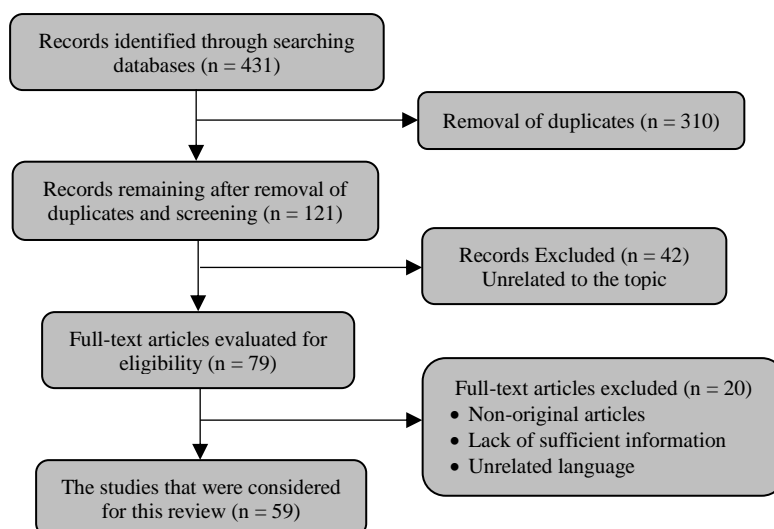 Records identified through searching
databases (n = 431)
Removal of duplicates (n = 310)
Records remaining after removal of
duplicates and screening (n = 121)
Records Excluded (n = 42)
Unrelated to the topic
Full-text articles evaluated for
eligibility (n = 79)
Full-text articles excluded (n = 20)
• Non-original articles
• Lack of sufficient information
• Unrelated language
The studies that were considered
for this review (n = 59)